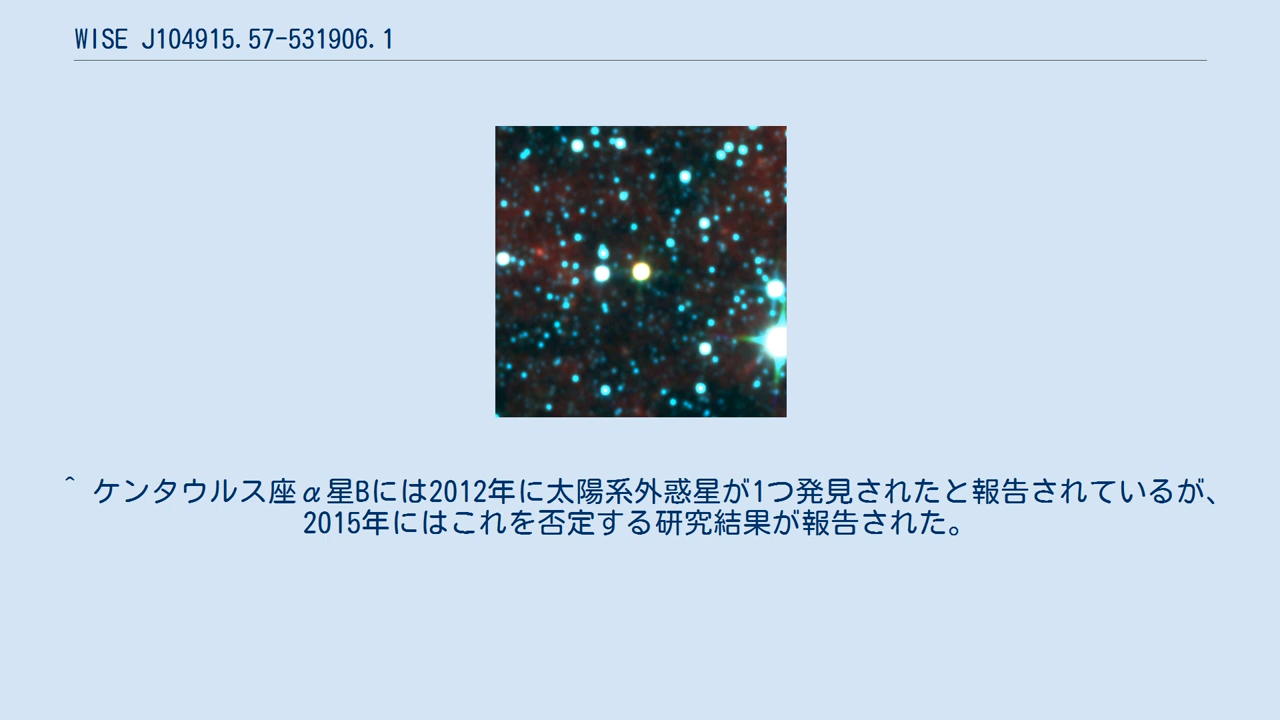 WISE J104915.57-531906.1
^ ケンタウルス座α星Bには2012年に太陽系外惑星が1つ発見されたと報告されているが、
2015年にはこれを否定する研究結果が報告された。